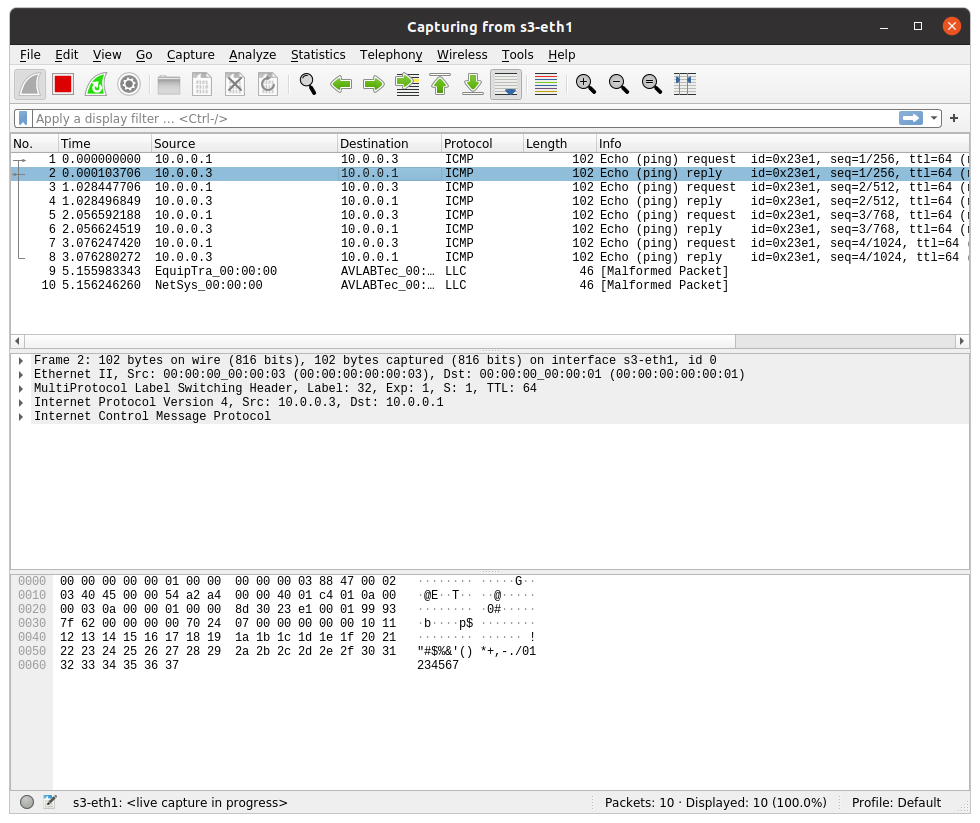 Capturing from s3-eth1
File Edit View Go Capture Analyze Statistics Telephony Wireless Tools Help
Apply a display filter ... <Ctrl-/>
No. Time Source Destination Protocol Length Info
1 0.000000000 10.0.0.1 10.0.0.3 ICMP 102 Echo (ping) request id=0x23e1, seq=1/256, ttl=64 (
2 0.000103706 10.0.0.3 10.0.0.1 ICMP 102 Echo (ping) reply id=0x23e1, seq=1/256, ttl=64 (
3 1.028447706 10.0.0.1 10.0.0.3 ICMP 102 Echo (ping) request id=0x23e1, seq=2/512, ttl=64 (
4 1.028496849 10.0.0.3 10.0.0.1 ICMP 102 Echo (ping) reply id=0x23e1, seq=2/512, ttl=64 (
5 2.056592188 10.0.0.1 10.0.0.3 ICMP 102 Echo (ping) request id=0x23e1, seq=3/768, ttl=64 (
6 2.056624519 10.0.0.3 10.0.0.1 ICMP 102 Echo (ping) reply id=0x23e1, seq=3/768, ttl=64 (
7 3.076247420 10.0.0.1 10.0.0.3 ICMP 102 Echo (ping) request id=0x23e1, seq=4/1024, ttl=64
8 3.076280272 10.0.0.3 10.0.0.1 ICMP 102 Echo (ping) reply id=0x23e1, seq=4/1024, ttl=64
9 5.155983343 EquipTra_00:00:00 AVLABTec_00:… LLC 46 [Malformed Packet]
10 5.156246260 NetSys_00:00:00 AVLABTec_00:… LLC 46 [Malformed Packet]
Frame 2: 102 bytes on wire (816 bits), 102 bytes captured (816 bits) on interface s3-eth1, id 0
Ethernet II, Src: 00:00:00_00:00:03 (00:00:00:00:00:03), Dst: 00:00:00_00:00:01 (00:00:00:00:00:01)
MultiProtocol Label Switching Header, Label: 32, Exp: 1, S: 1, TTL: 64
Internet Protocol Version 4, Src: 10.0.0.3, Dst: 10.0.0.1
Internet Control Message Protocol
0000 00 00 00 00 00 01 00 00 00 00 00 03 88 47 00 02 ········ ·····G··
0010 03 40 45 00 00 54 a2 a4 00 00 40 01 c4 01 0a 00 ·@E··T·· ··@·····
0020 00 03 0a 00 00 01 00 00 8d 30 23 e1 00 01 99 93 ········ ·0#·····
0030 7f 62 00 00 00 00 70 24 07 00 00 00 00 00 10 11 ·b····p$ ········
0040 12 13 14 15 16 17 18 19 1a 1b 1c 1d 1e 1f 20 21 ········ ······ !
0050 22 23 24 25 26 27 28 29 2a 2b 2c 2d 2e 2f 30 31 "#$%&'() *+,-./01
0060 32 33 34 35 36 37 234567
s3-eth1: <live capture in progress> Packets: 10 · Displayed: 10 (100.0%) Profile: Default